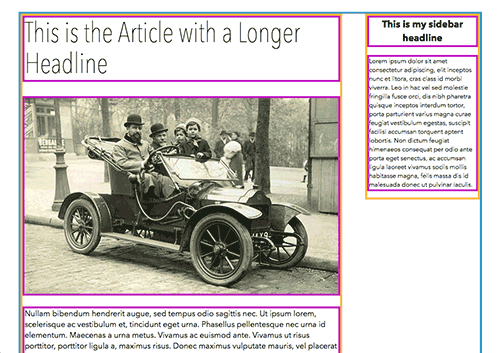 This is the Article with a Longer
Headline
Nullam bibendum hendrerit augue, sed tempus odio sagittis nec. Ut ipsum lorem,
scelerisque ac vestibulum et, tincidunt eget urna. Phasellus pellentesque nec urna id
elementum. Maecenas a urna metus. Vivamus ac euismod ante. Vivamus ut risus
porttitor, porttitor ligula a, maximus risus. Donec maximus vulputate mauris, vel placerat
This is my sidebar
headline
Lorem ipsum dolor sit amet
consectetur adipiscing, elit inceptos
nunc et litora, cras class id morbi
viverra. Leo in hac vel sed molestie
fringilla fusce orci, dis nibh pharetra
quisque inceptos interdum tortor,
porta parturient varius magna curae
feugiat vestibulum egestas, suscipit
facilisi accumsan torquent aptent
lobortis. Non dictum feugiat
himenaeos consequat per odio ante
porta eget senectus, ac accumsan
ligula laoreet vivamus sociis mollis
habitasse magna, felis massa dis id
malesuada donec ut pulvinar iaculis.